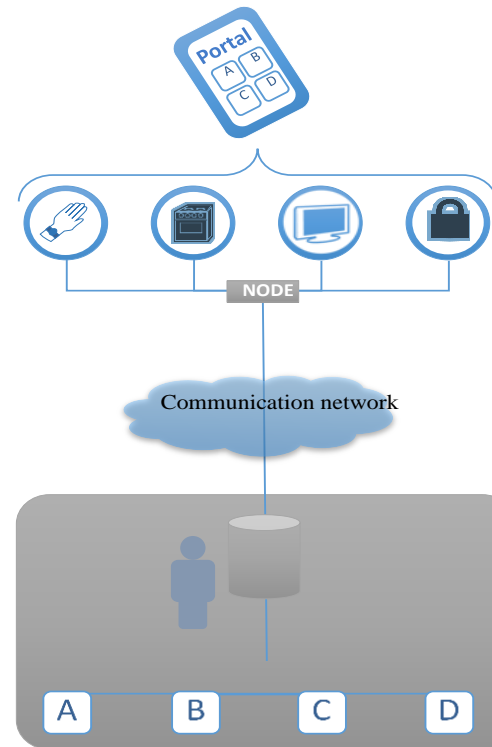 Portal
A B
C D
NODE
Communication network
A B C D